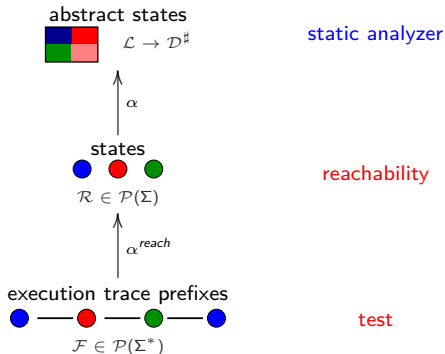 abstract states
ℒ → 𝒟♯
static analyzer
α
states
ℛ ∈ 𝒫(Σ)
reachability
α^reach
execution trace prefixes
ℱ ∈ 𝒫(Σ*)
test